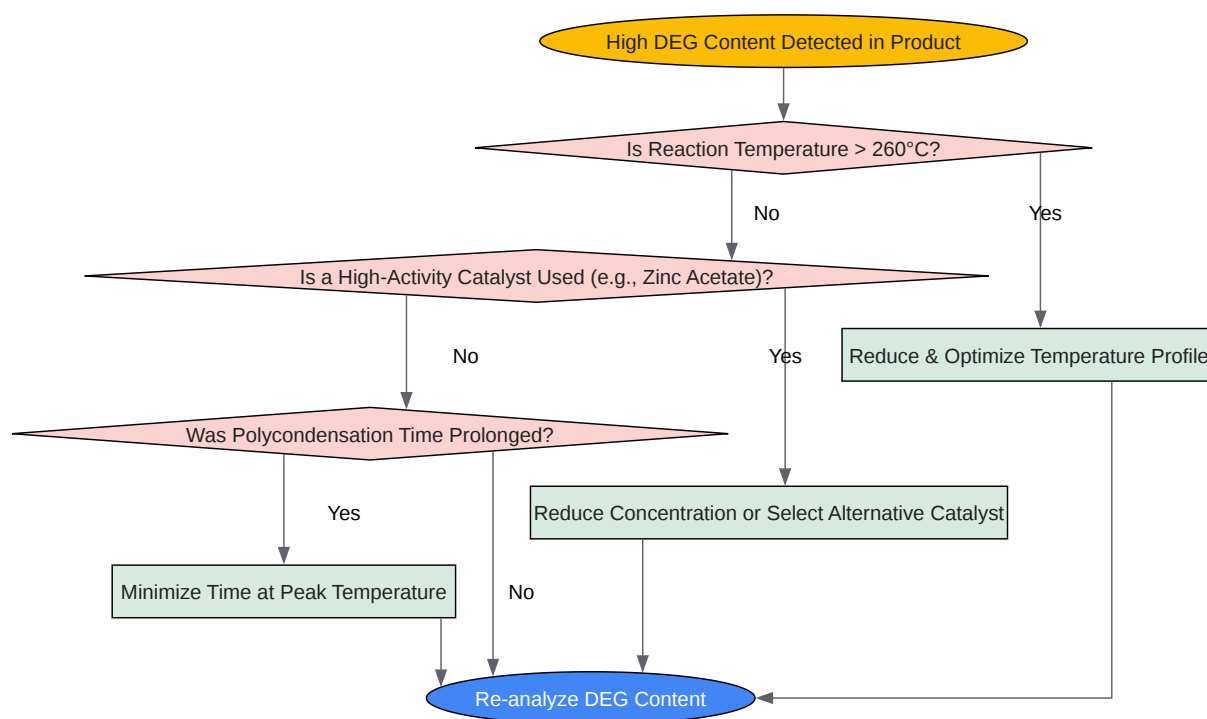 High DEG Content Detected in Product
Is Reaction Temperature > 260°C?
No
Yes
Is a High-Activity Catalyst Used (e.g., Zinc Acetate)?
No
Yes
Reduce & Optimize Temperature Profile
Was Polycondensation Time Prolonged?
Yes
Reduce Concentration or Select Alternative Catalyst
Minimize Time at Peak Temperature
No
Re-analyze DEG Content